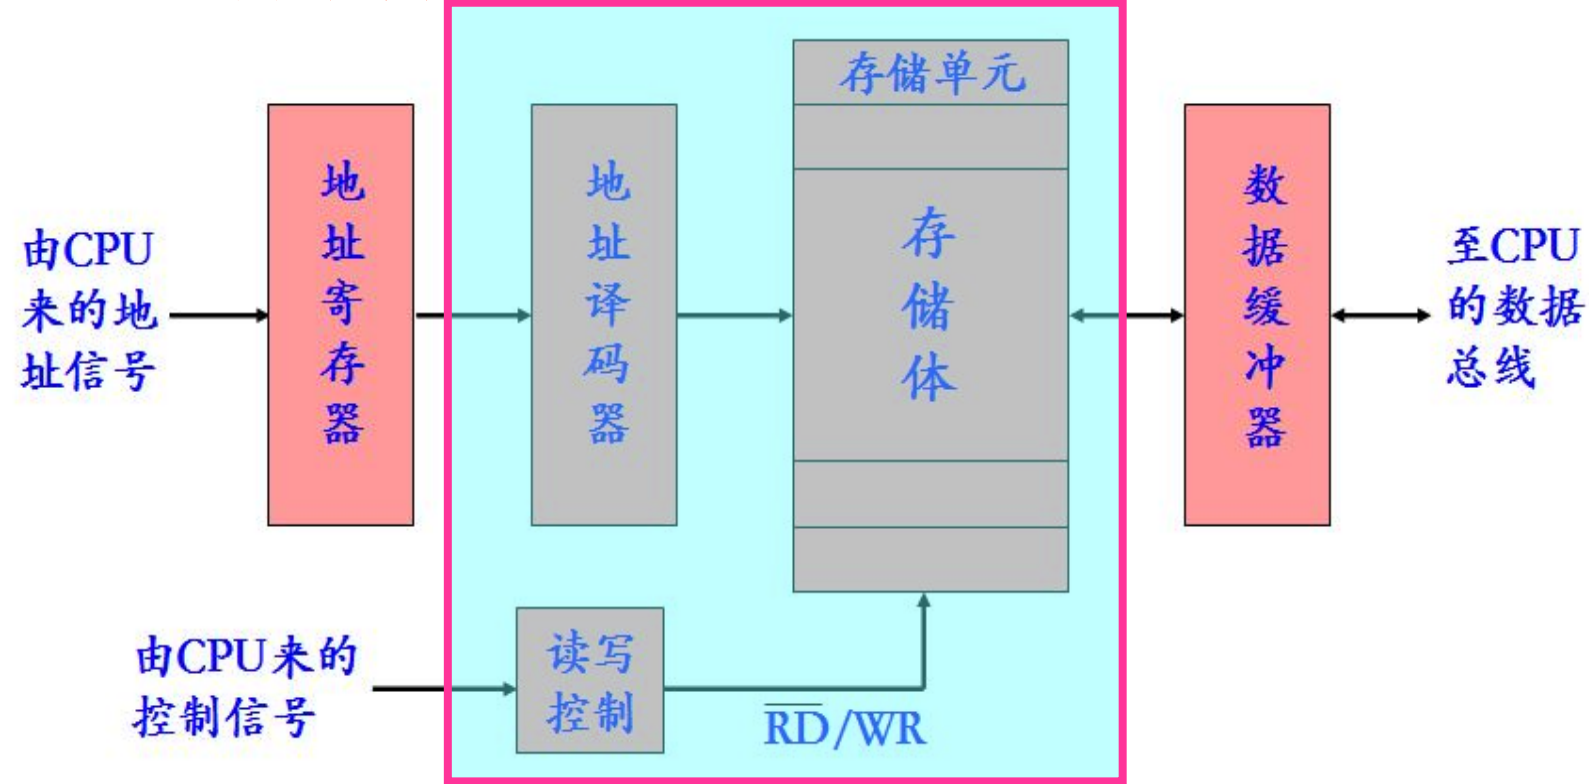 由CPU
来的地
址信号
地址寄存器
地址译码器
存储单元
存储体
数据缓冲器
至CPU
的数据
总线
由CPU来的
控制信号
读写
控制
R̅D̅/WR